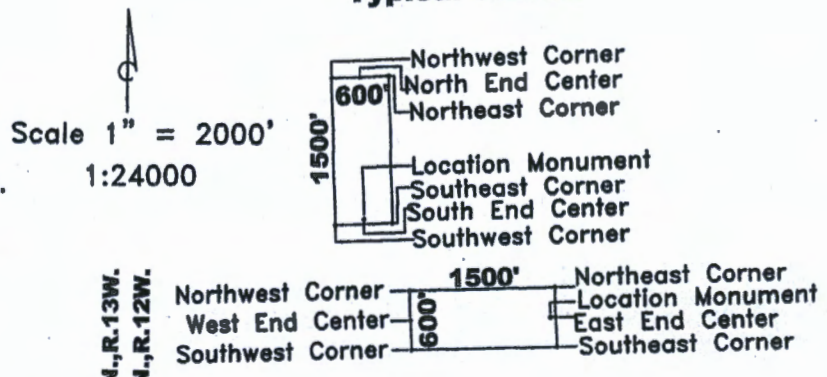 Scale 1" = 2000'
1:24000
Northwest Corner
North End Center
600'
Northeast Corner
1500'
Location Monument
Southeast Corner
South End Center
Southwest Corner
R.13W.
R.12W.
1500'
Northwest Corner
Northeast Corner
Location Monument
West End Center
600'
East End Center
Southwest Corner
Southeast Corner